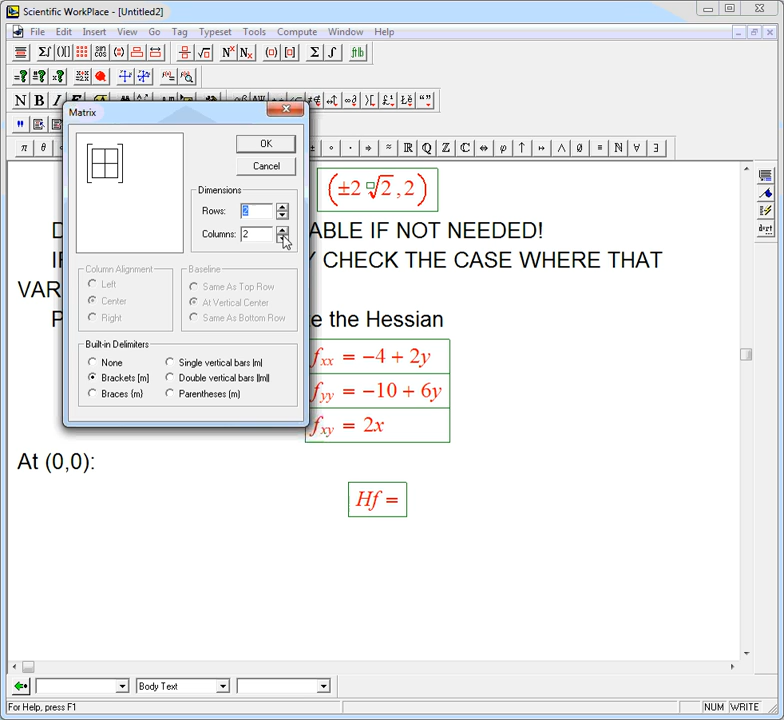 Scientific WorkPlace - [Untitled2]
File Edit Insert View Go Tag Typeset Tools Compute Window Help
N B
Matrix
OK
Cancel
Dimensions
Rows: 2
Columns: 2
Column Alignment
Left
Center
Right
Baseline
Same As Top Row
At Vertical Center
Same As Bottom Row
Built-in Delimiters
None
Brackets [m]
Braces {m}
Single vertical bars |m|
Double vertical bars ||m||
Parentheses (m)
(±2 √2, 2)
ABLE IF NOT NEEDED!
CHECK THE CASE WHERE THAT
VAR
the Hessian
fxx = −4 + 2y
fyy = −10 + 6y
fxy = 2x
At (0,0):
Hf =
Body Text
For Help, press F1
NUM WRITE